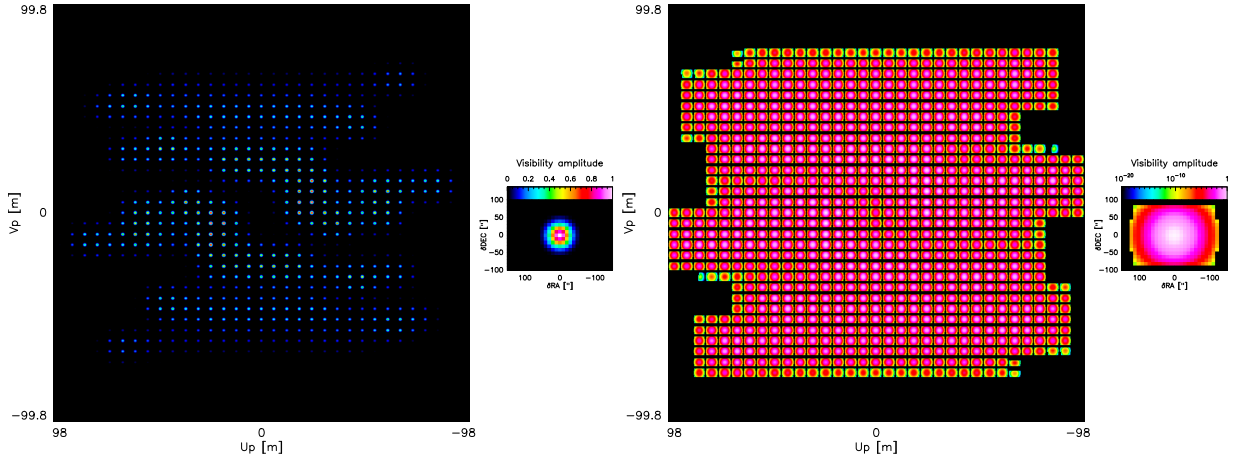 99.8
Vp [m]
0
-99.8
98
0
-98
Up [m]
Visibility amplitude
0 0.2 0.4 0.6 0.8 1
100
50
0
-50
-100
δDEC ["]
100 0 -100
δRA ["]
99.8
Vp [m]
0
-99.8
98
0
-98
Up [m]
Visibility amplitude
10⁻²⁰ 10⁻¹⁰ 1
100
50
0
-50
-100
δDEC ["]
100 0 -100
δRA ["]